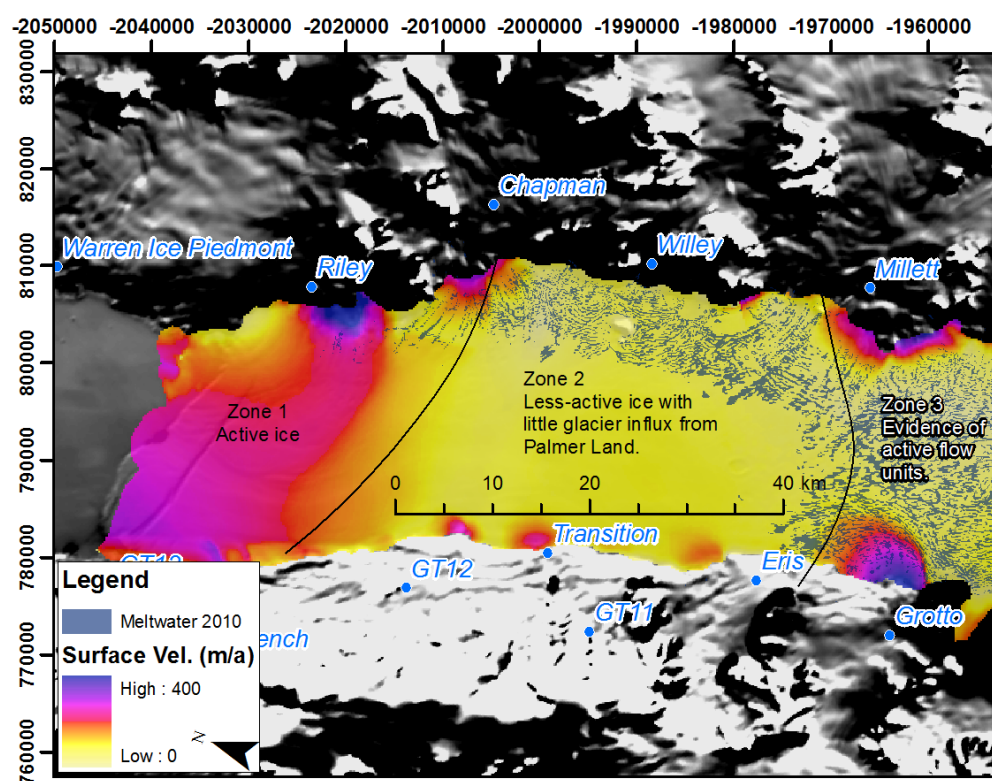 -2050000 -2040000 -2030000 -2020000 -2010000 -2000000 -1990000 -1980000 -1970000 -1960000
830000
820000
810000
800000
790000
780000
770000
760000
Chapman
Warren Ice Piedmont
Riley
Willey
Millett
Zone 1
Active ice
Zone 2
Less-active ice with
little glacier influx from
Palmer Land.
Zone 3
Evidence of
active flow
units.
0 10 20 40 km
Transition
GT12
Eris
GT11
Grotto
Legend
Meltwater 2010
Surface Vel. (m/a)
High : 400
Low : 0
N